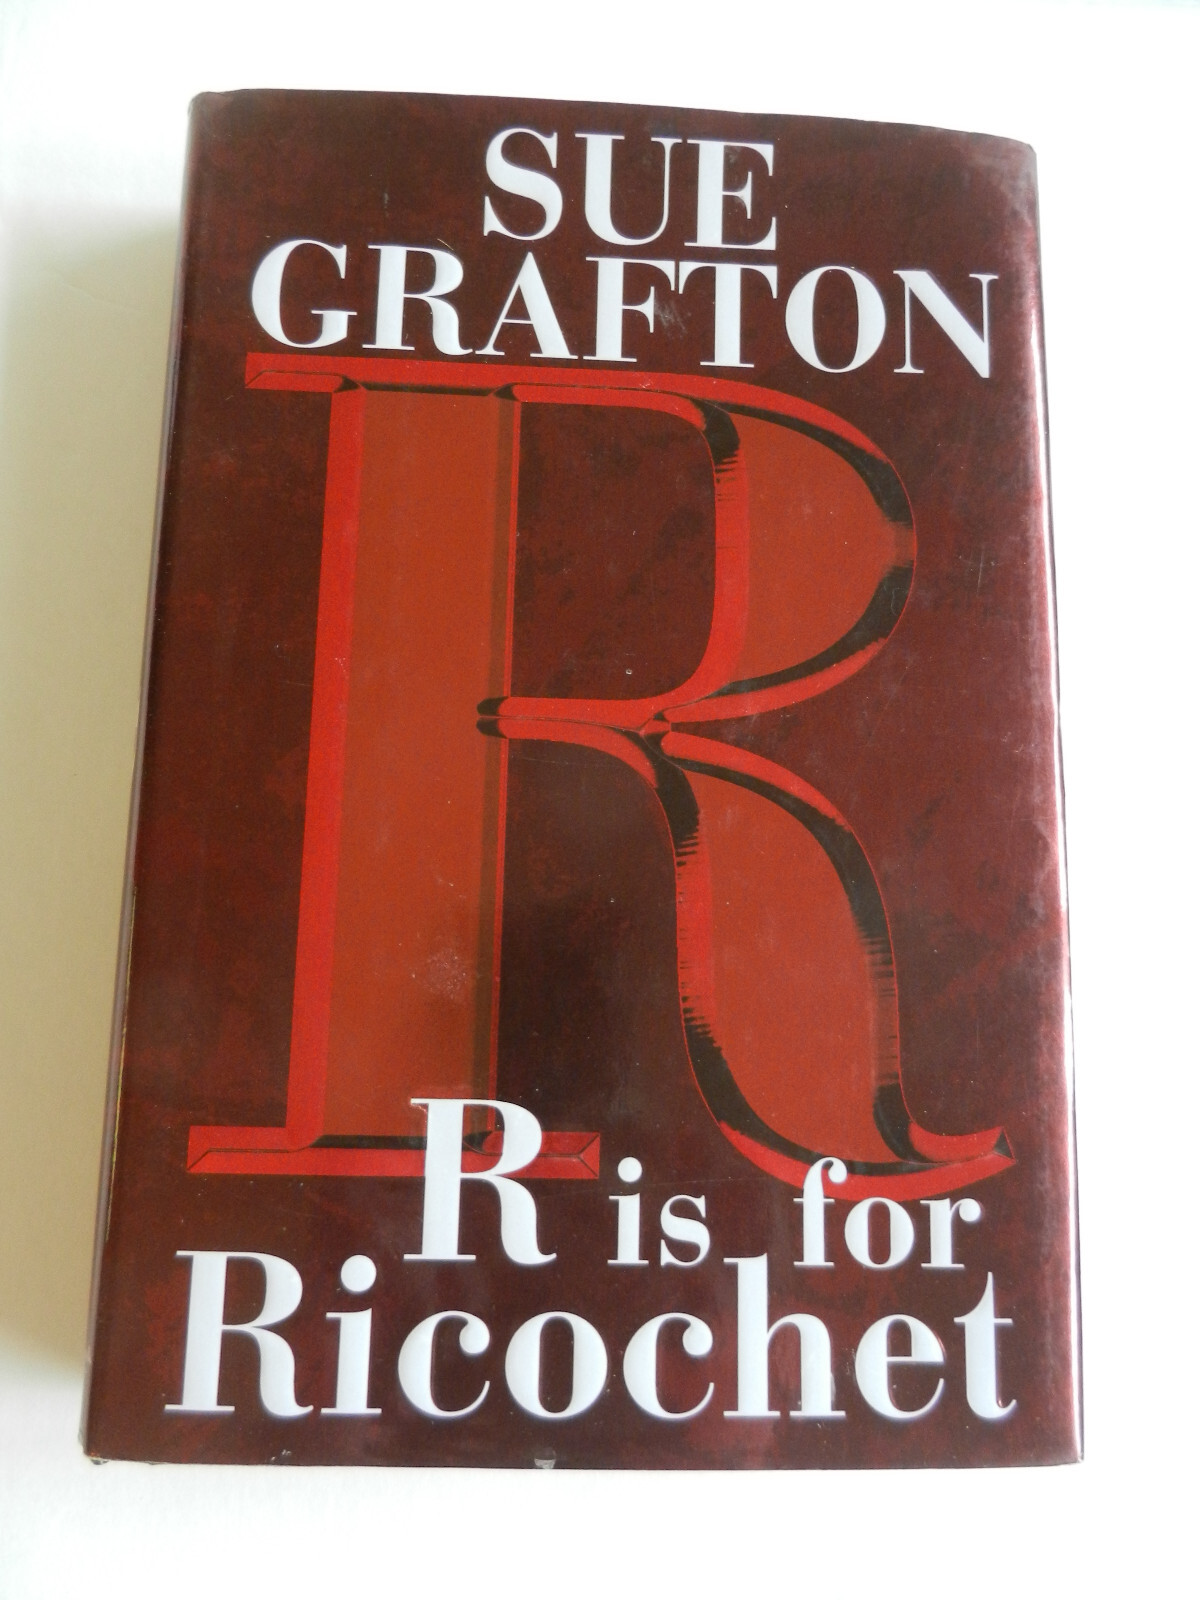 SUE
GRAFTON
R
R is for
Ricochet